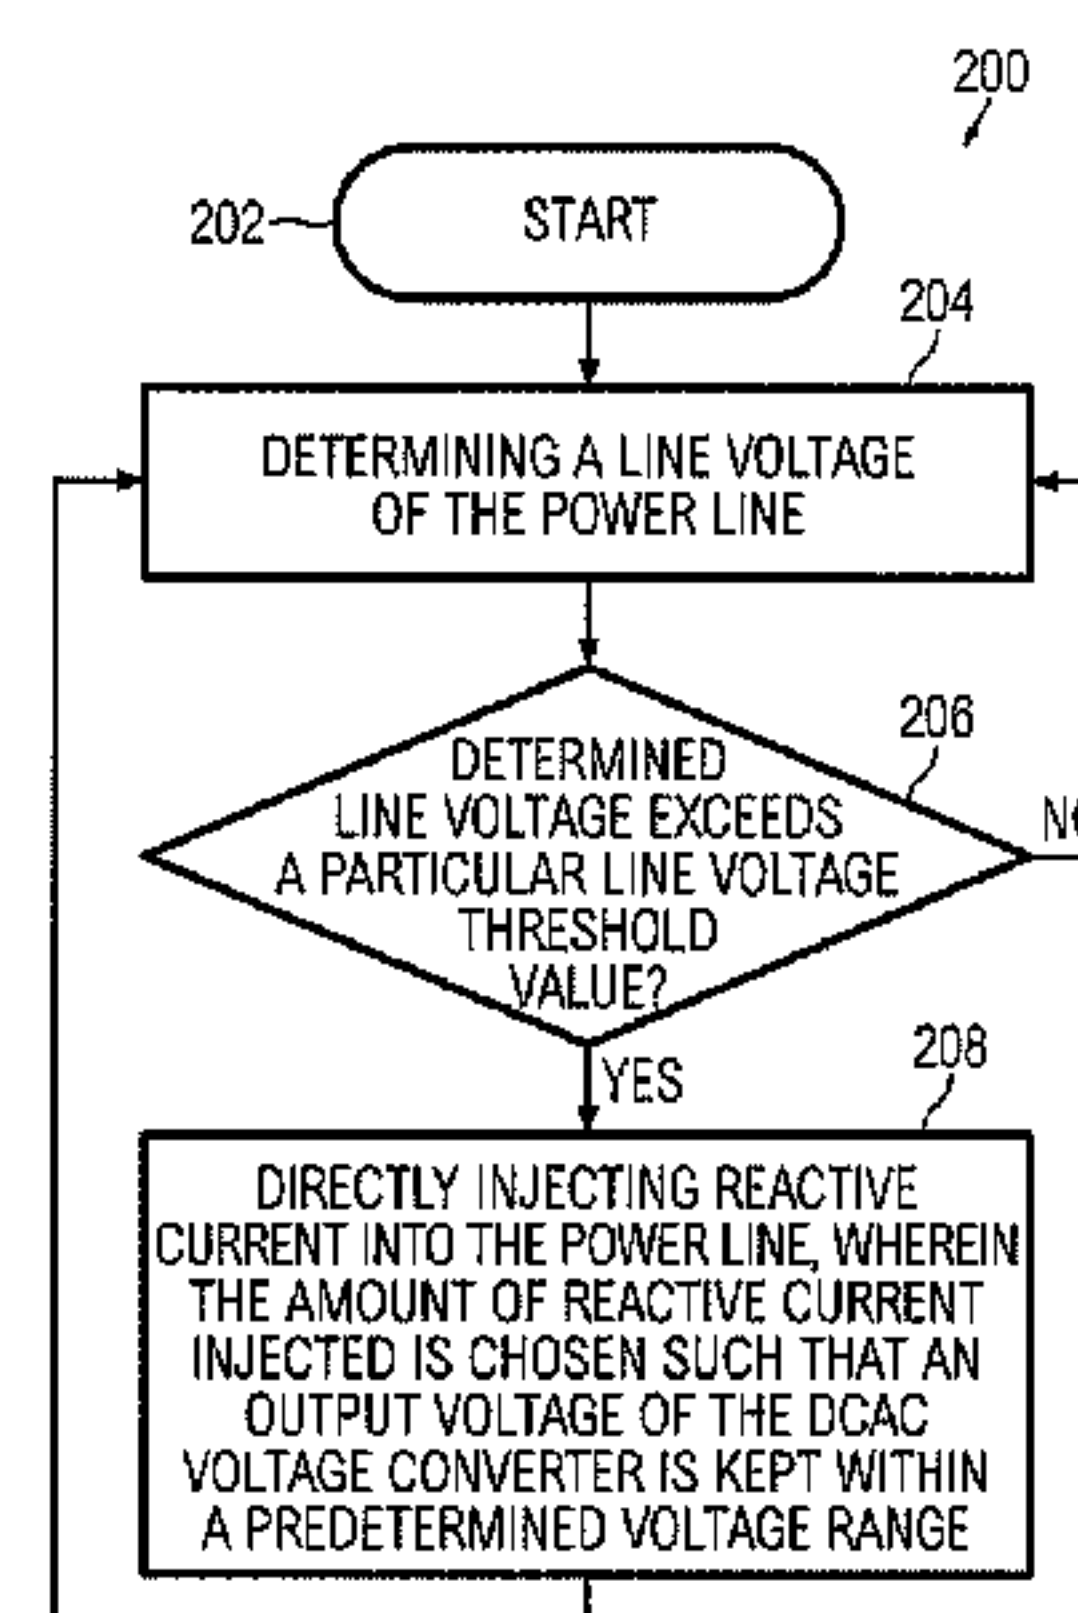 200
202
START
204
DETERMINING A LINE VOLTAGE
OF THE POWER LINE
206
DETERMINED
LINE VOLTAGE EXCEEDS
A PARTICULAR LINE VOLTAGE
THRESHOLD
VALUE?
YES
208
DIRECTLY INJECTING REACTIVE
CURRENT INTO THE POWER LINE, WHEREIN
THE AMOUNT OF REACTIVE CURRENT
INJECTED IS CHOSEN SUCH THAT AN
OUTPUT VOLTAGE OF THE DCAC
VOLTAGE CONVERTER IS KEPT WITHIN
A PREDETERMINED VOLTAGE RANGE